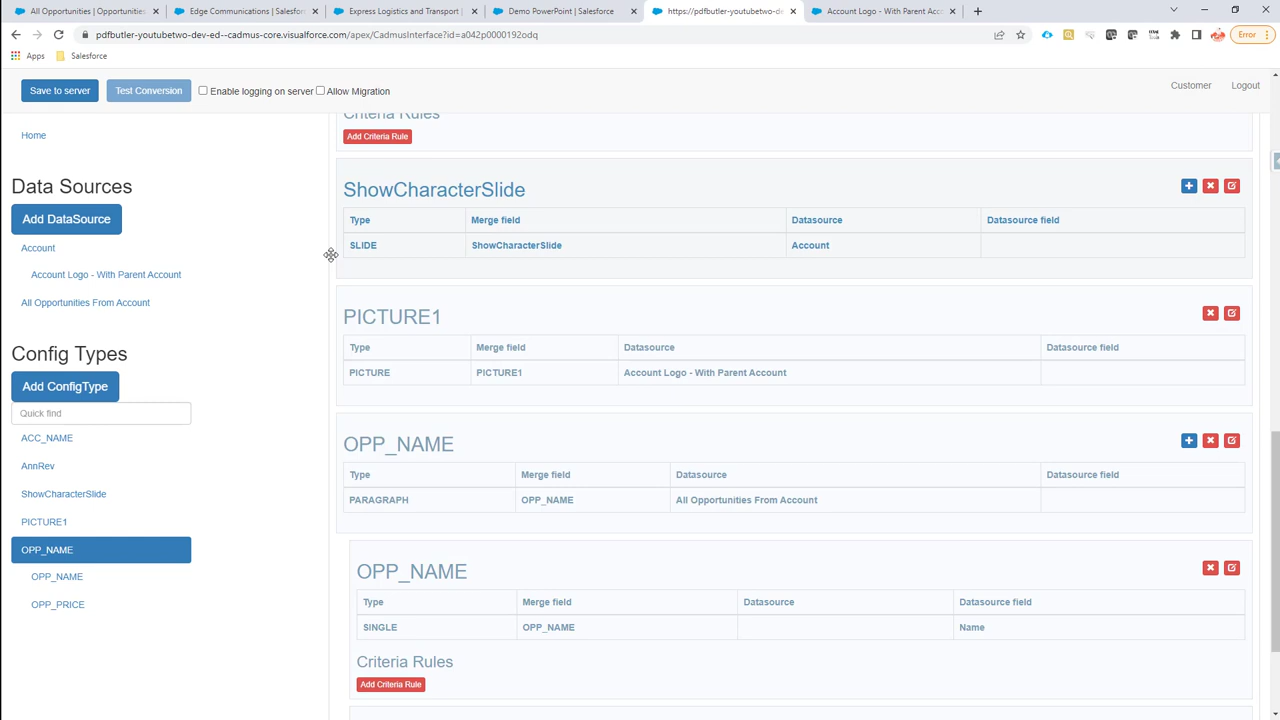 All Opportunities | Opportunities
Edge Communications | Salesfor
Express Logistics and Transport |
Demo PowerPoint | Salesforce
https://pdfbutler-youtubetwo-de
Account Logo - With Parent Acc
pdfbutler-youtubetwo-dev-ed--cadmus-core.visualforce.com/apex/CadmusInterface?id=a042p0000192odq
Error
Apps
Salesforce
Save to server
Test Conversion
Enable logging on server
Allow Migration
Customer
Logout
Home
Data Sources
Add DataSource
Account
Account Logo - With Parent Account
All Opportunities From Account
Config Types
Add ConfigType
Quick find
ACC_NAME
AnnRev
ShowCharacterSlide
PICTURE1
OPP_NAME
OPP_NAME
OPP_PRICE
Criteria Rules
Add Criteria Rule
ShowCharacterSlide
Type Merge field Datasource Datasource field
SLIDE ShowCharacterSlide Account
PICTURE1
Type Merge field Datasource Datasource field
PICTURE PICTURE1 Account Logo - With Parent Account
OPP_NAME
Type Merge field Datasource Datasource field
PARAGRAPH OPP_NAME All Opportunities From Account
OPP_NAME
Type Merge field Datasource Datasource field
SINGLE OPP_NAME Name
Criteria Rules
Add Criteria Rule